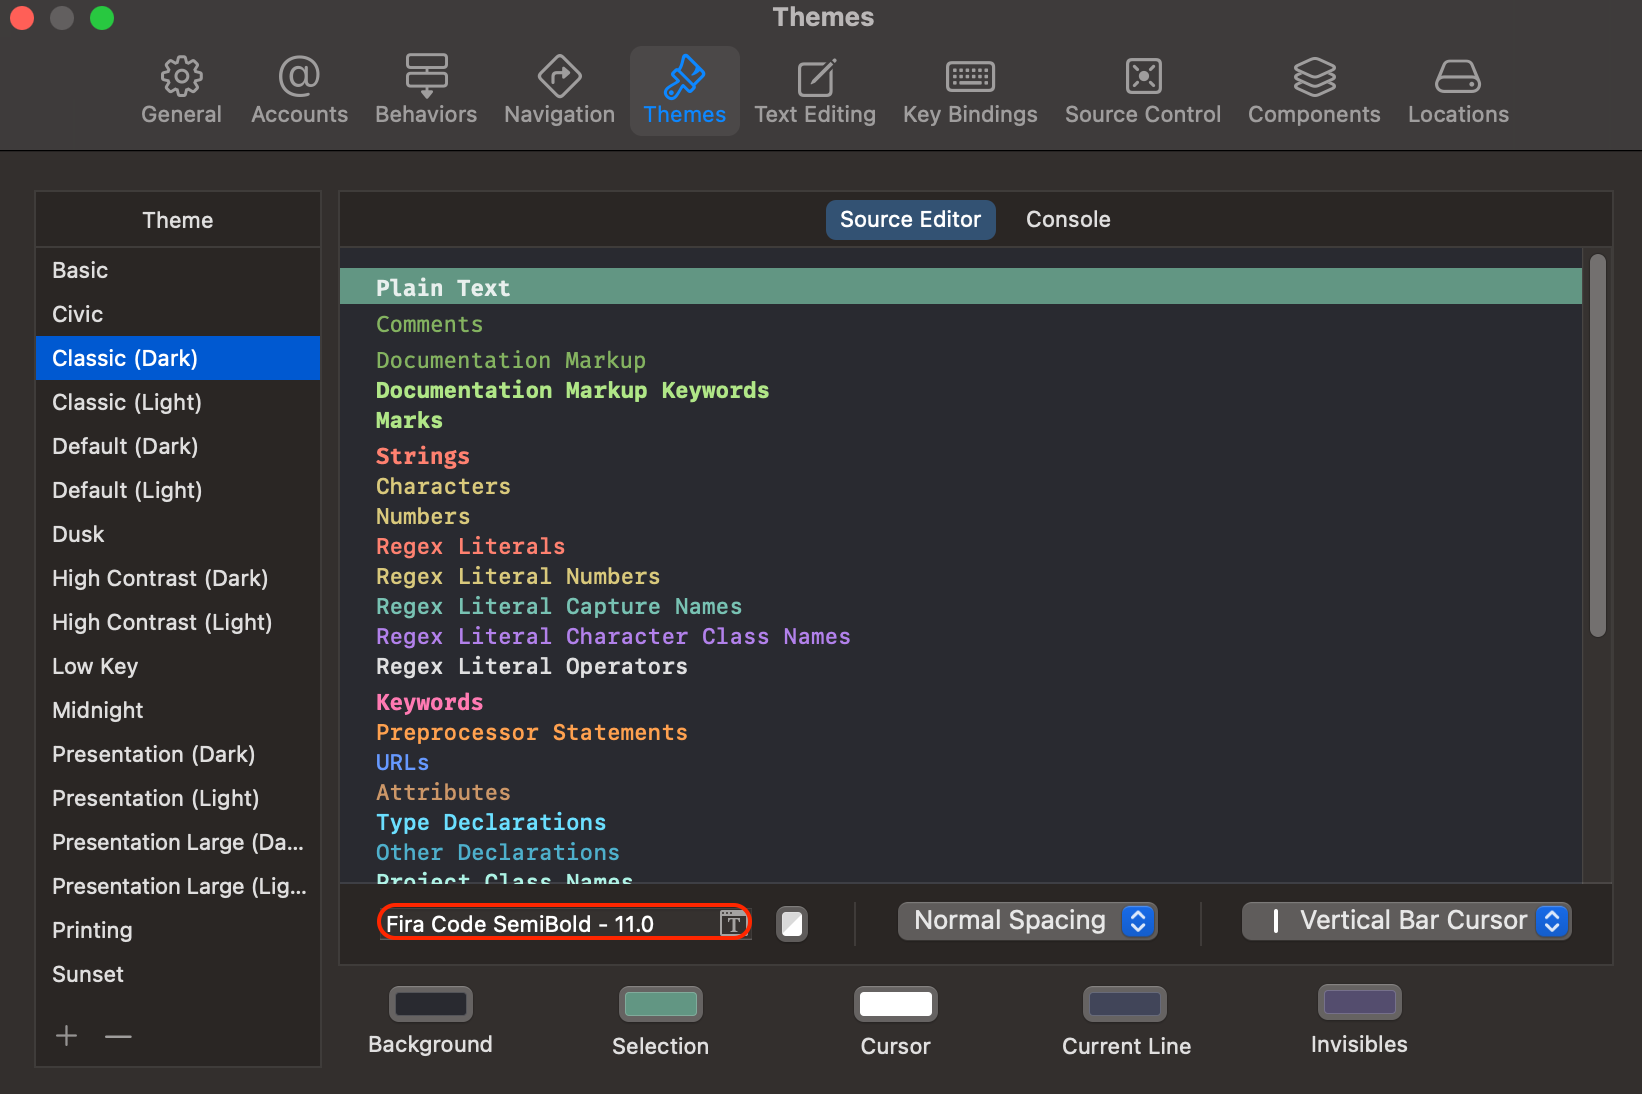 Themes
General
Accounts
Behaviors
Navigation
Themes
Text Editing
Key Bindings
Source Control
Components
Locations
Theme
Basic
Civic
Classic (Dark)
Classic (Light)
Default (Dark)
Default (Light)
Dusk
High Contrast (Dark)
High Contrast (Light)
Low Key
Midnight
Presentation (Dark)
Presentation (Light)
Presentation Large (Da...
Presentation Large (Lig...
Printing
Sunset
Source Editor
Console
Plain Text
Comments
Documentation Markup
Documentation Markup Keywords
Marks
Strings
Characters
Numbers
Regex Literals
Regex Literal Numbers
Regex Literal Capture Names
Regex Literal Character Class Names
Regex Literal Operators
Keywords
Preprocessor Statements
URLs
Attributes
Type Declarations
Other Declarations
Project Class Names
Fira Code SemiBold - 11.0
T
Normal Spacing
Vertical Bar Cursor
Background
Selection
Cursor
Current Line
Invisibles